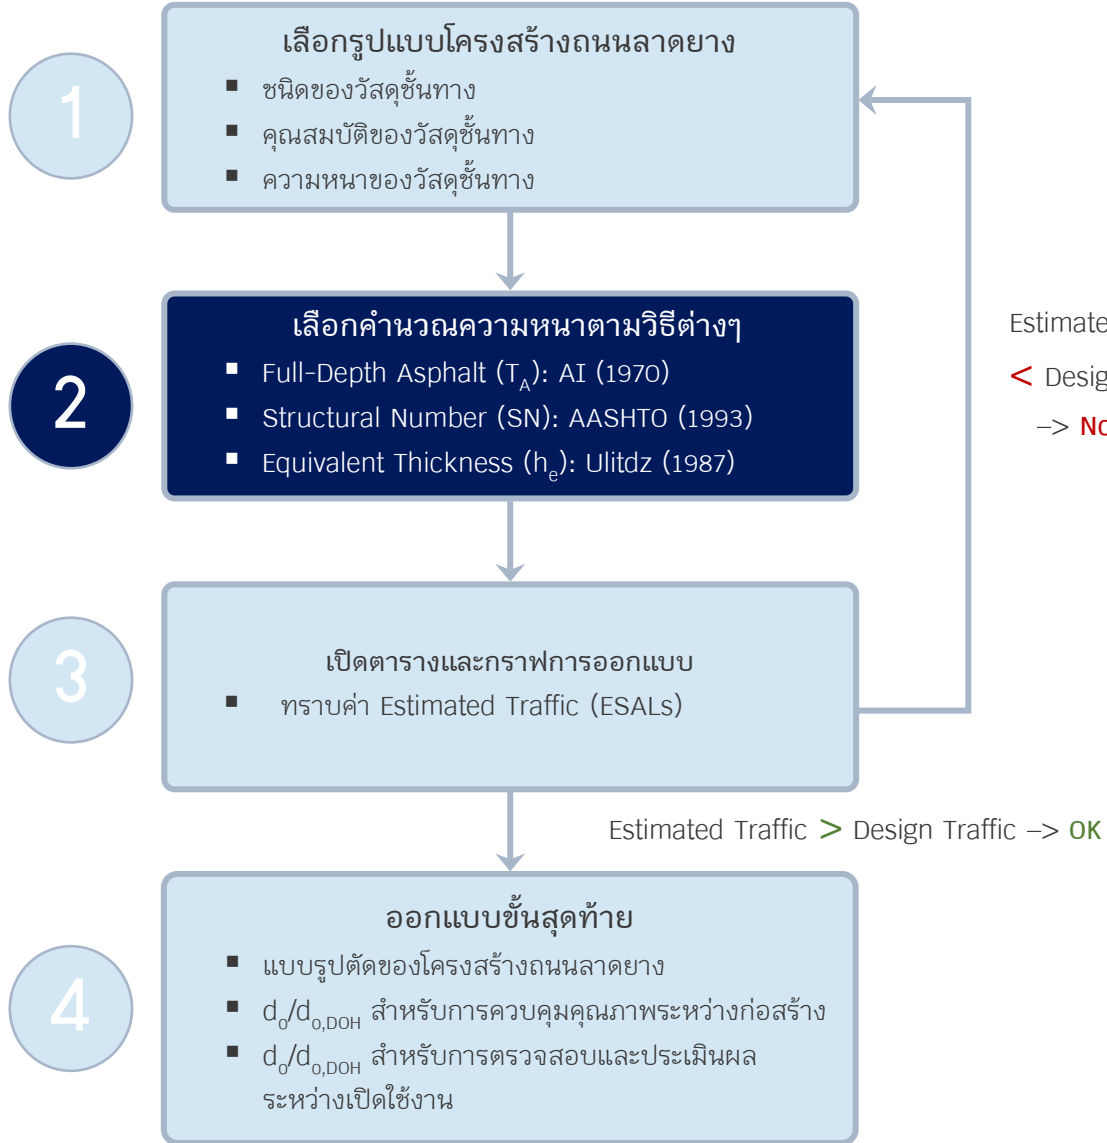 1
เลือกรูปแบบโครงสร้างถนนลาดยาง
▪ ชนิดของวัสดุชั้นทาง
▪ คุณสมบัติของวัสดุชั้นทาง
▪ ความหนาของวัสดุชั้นทาง
2
เลือกคำนวณความหนาตามวิธีต่างๆ
▪ Full-Depth Asphalt (T_A): AI (1970)
▪ Structural Number (SN): AASHTO (1993)
▪ Equivalent Thickness (h_e): Ulitdz (1987)
Estimate
< Desig
–> No
3
เปิดตารางและกราฟการออกแบบ
▪ ทราบค่า Estimated Traffic (ESALs)
Estimated Traffic > Design Traffic –> OK
4
ออกแบบขั้นสุดท้าย
▪ แบบรูปตัดของโครงสร้างถนนลาดยาง
▪ d_o/d_o,DOH สำหรับการควบคุมคุณภาพระหว่างก่อสร้าง
▪ d_o/d_o,DOH สำหรับการตรวจสอบและประเมินผล
ระหว่างเปิดใช้งาน